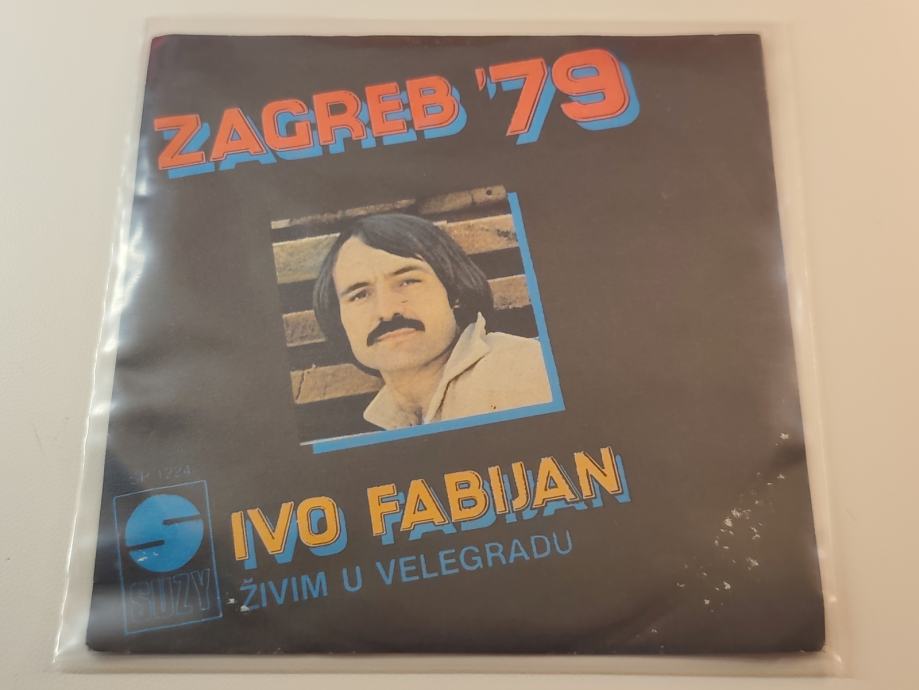 ZAGREB '79
SP 1224
SUZY
IVO FABIJAN
ŽIVIM U VELEGRADU